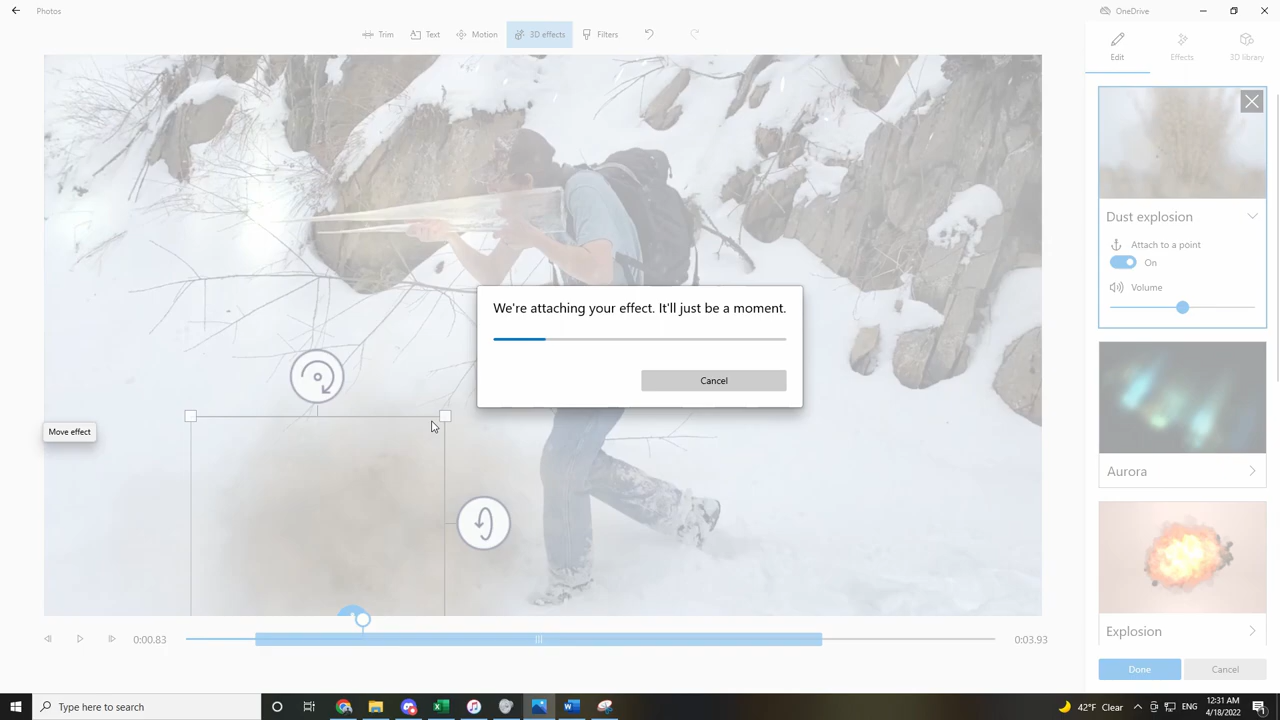 Photos
OneDrive
Trim
Text
Motion
3D effects
Filters
Edit
Effects
3D library
Dust explosion
Attach to a point
On
Volume
We're attaching your effect. It'll just be a moment.
Cancel
Move effect
Aurora
Explosion
0:00.83
0:03.93
Done
Cancel
Type here to search
42°F Clear
ENG
12:31 AM
4/18/2022